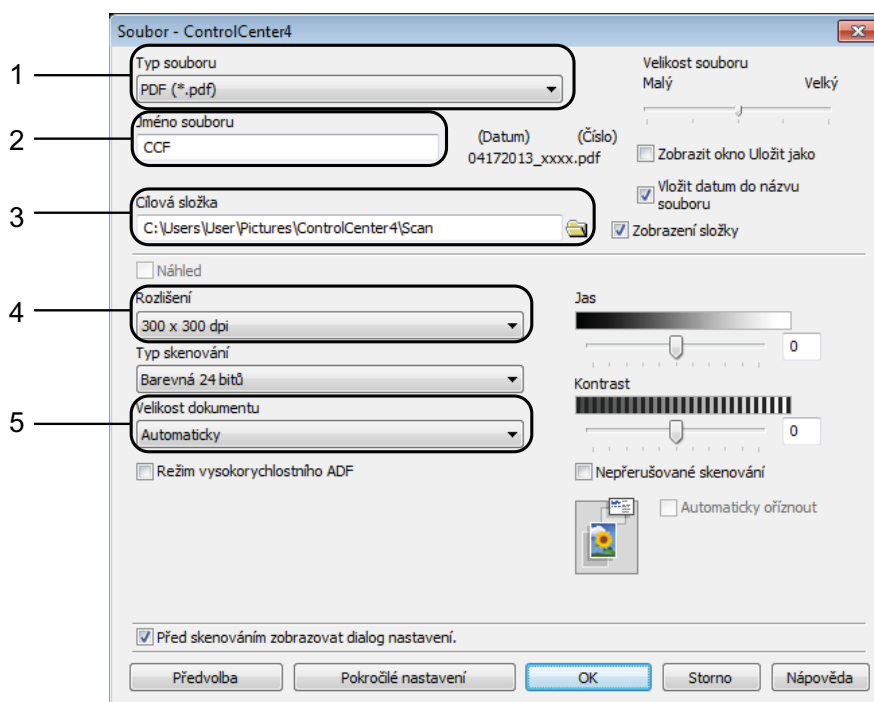 Soubor - ControlCenter4
1
Typ souboru
PDF (*.pdf)
Velikost souboru
Malý Velký
2
Jméno souboru
CCF
(Datum) (Číslo)
04172013_xxxx.pdf
Zobrazit okno Uložit jako
Vložit datum do názvu
souboru
3
Cílová složka
C:\Users\User\Pictures\ControlCenter4\Scan
Zobrazení složky
Náhled
4
Rozlišení
300 x 300 dpi
Typ skenování
Barevná 24 bitů
5
Velikost dokumentu
Automaticky
Režim vysokorychlostního ADF
Jas
0
Kontrast
0
Nepřerušované skenování
Automaticky oříznout
Před skenováním zobrazovat dialog nastavení.
Předvolba Pokročilé nastavení OK Storno Nápověda